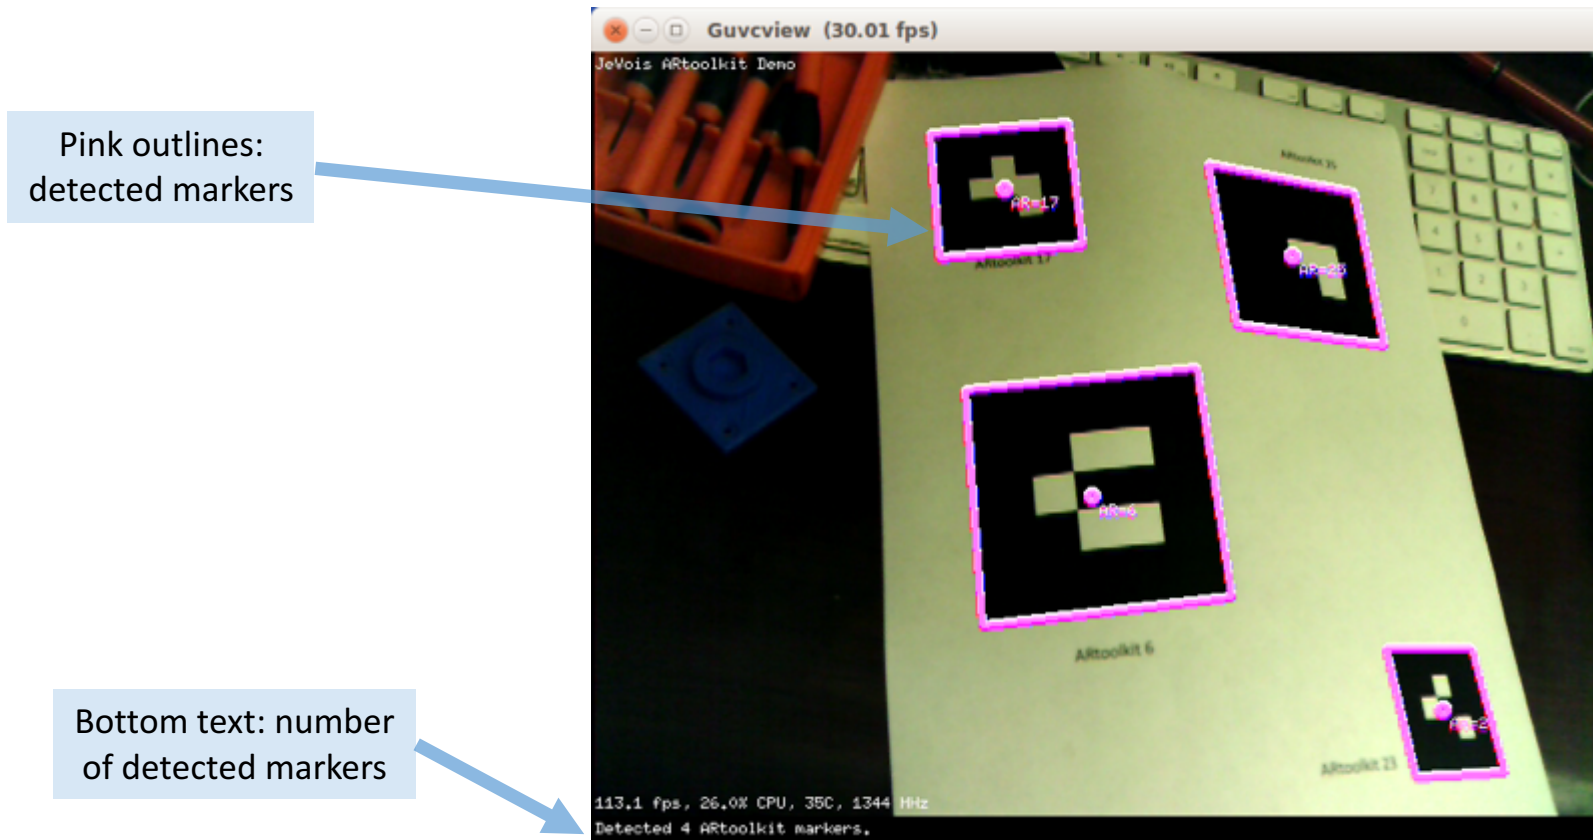 Guvcview (30.01 fps)
JeVois ARtoolkit Demo
Pink outlines:
detected markers
AR=17
ARtoolkit 17
AR=6
ARtoolkit 6
ARtoolkit 23
Bottom text: number
of detected markers
113.1 fps, 26.0% CPU, 35C, 1344 MHz
Detected 4 ARtoolkit markers.